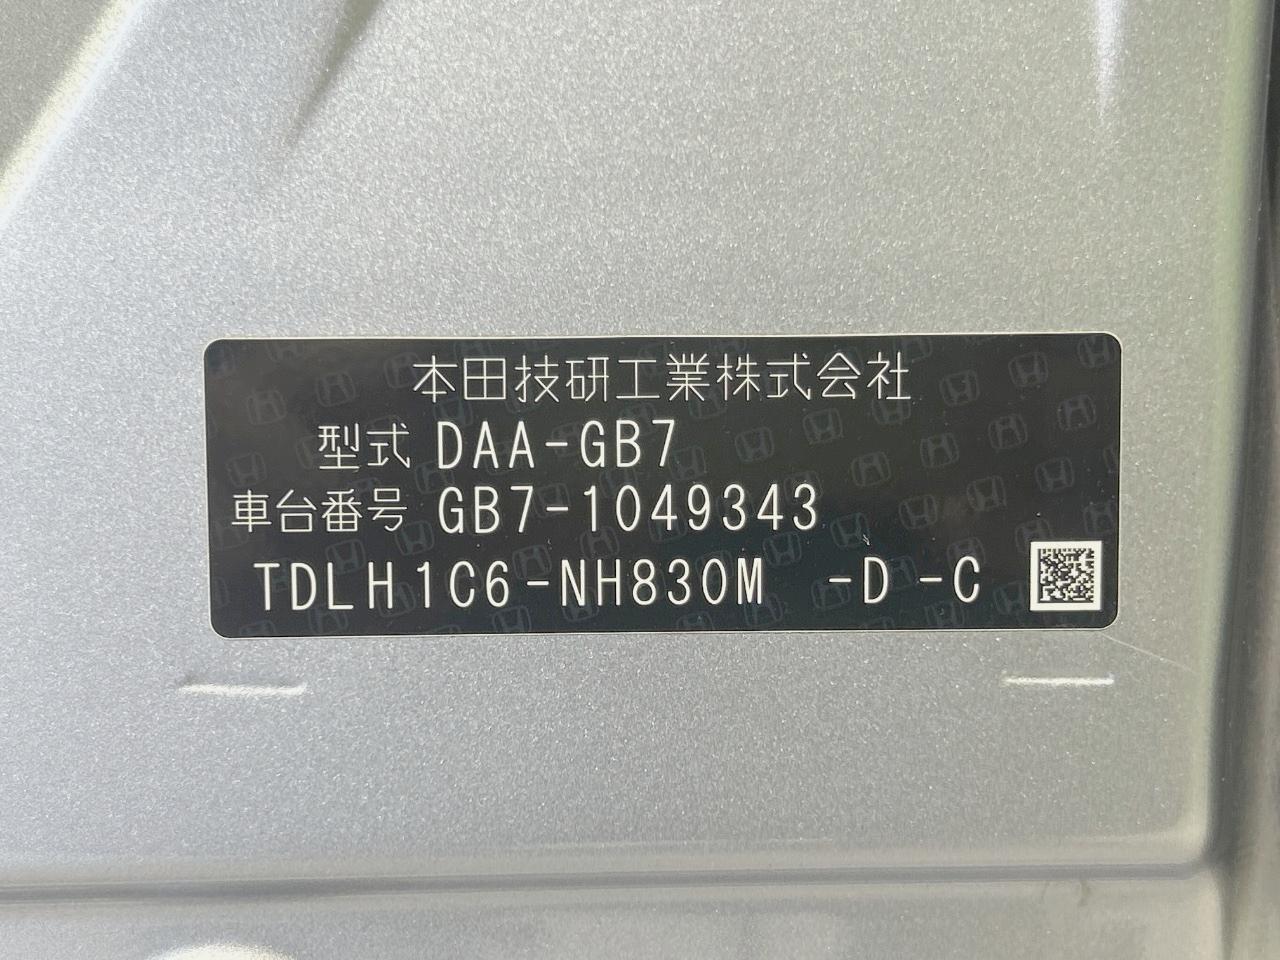 本田技研工業株式会社
型式 DAA-GB7
車台番号 GB7-1049343
TDLH1C6-NH830M -D -C